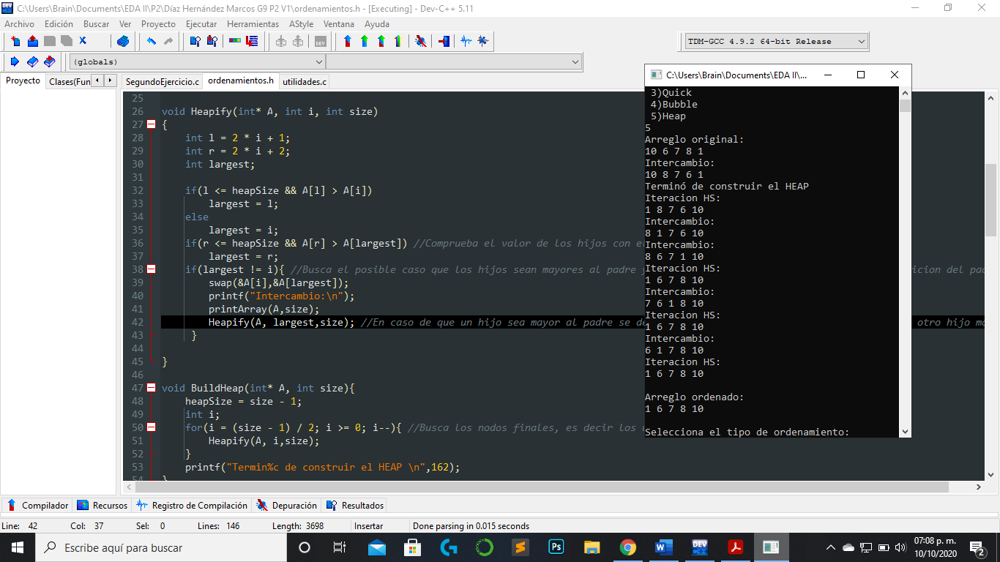 C:\Users\Brain\Documents\EDA II\P2\Díaz Hernández Marcos G9 P2 V1\ordenamientos.h - [Executing] - Dev-C++ 5.11
Archivo Edición Buscar Ver Proyecto Ejecutar Herramientas AStyle Ventana Ayuda
TDM-GCC 4.9.2 64-bit Release
(globals)
Proyecto Clases(Fun
SegundoEjercicio.c ordenamientos.h utilidades.c
25
26 void Heapify(int* A, int i, int size)
27 {
28 int l = 2 * i + 1;
29 int r = 2 * i + 2;
30 int largest;
31
32 if(l <= heapSize && A[l] > A[i])
33 largest = l;
34 else
35 largest = i;
36 if(r <= heapSize && A[r] > A[largest]) //Comprueba el valor de los hijos con
37 largest = r;
38 if(largest != i){ //Busca el posible caso que los hijos sean mayores al padre icion del
39 swap(&A[i],&A[largest]);
40 printf("Intercambio:\n");
41 printArray(A,size);
42 Heapify(A, largest,size); //En caso de que un hijo sea mayor al padre se otro hijo
43 }
44
45 }
46
47 void BuildHeap(int* A, int size){
48 heapSize = size - 1;
49 int i;
50 for(i = (size - 1) / 2; i >= 0; i--){ //Busca los nodos finales, es decir los
51 Heapify(A, i,size);
52 }
53 printf("Termin%c de construir el HEAP \n",162);
54 }
C:\Users\Brain\Documents\EDA II\...
3)Quick
4)Bubble
5)Heap
5
Arreglo original:
10 6 7 8 1
Intercambio:
10 8 7 6 1
Terminó de construir el HEAP
Iteracion HS:
1 8 7 6 10
Intercambio:
8 1 7 6 10
Intercambio:
8 6 7 1 10
Iteracion HS:
1 6 7 8 10
Intercambio:
7 6 1 8 10
Iteracion HS:
1 6 7 8 10
Intercambio:
6 1 7 8 10
Iteracion HS:
1 6 7 8 10
Arreglo ordenado:
1 6 7 8 10
Selecciona el tipo de ordenamiento:
Compilador Recursos Registro de Compilación Depuración Resultados
Line: 42 Col: 37 Sel: 0 Lines: 146 Length: 3698 Insertar Done parsing in 0.015 seconds
Escribe aquí para buscar
07:08 p. m.
10/10/2020
2